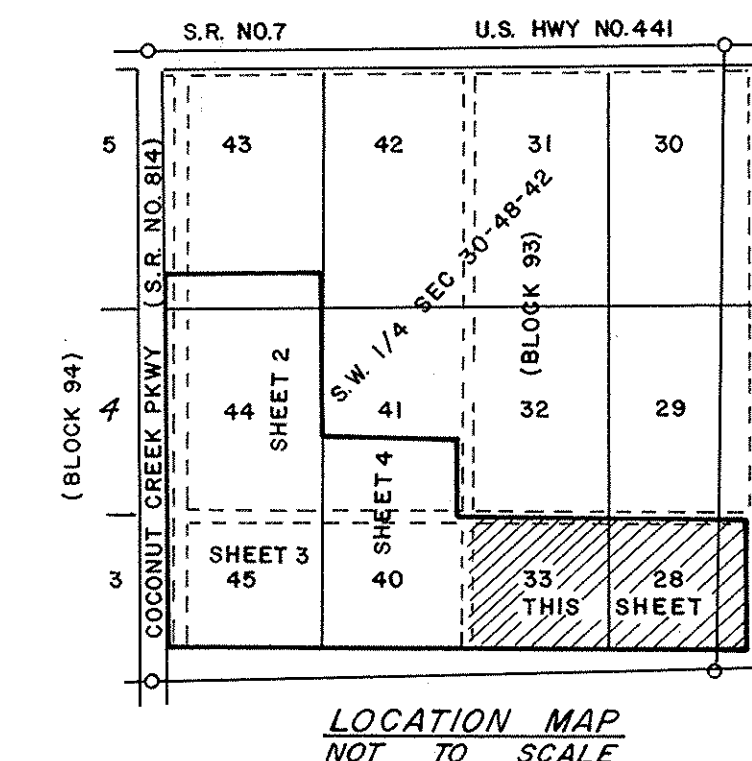 S.R. NO.7
U.S. HWY NO.441
5
43
42
31
30
(S.R. NO. 814)
S.W. 1/4 SEC 30-48-42
(BLOCK 93)
(BLOCK 94)
4
COCONUT CREEK PKWY
44
SHEET 2
41
32
29
SHEET 4
3
SHEET 3
45
40
33
28
THIS SHEET
LOCATION MAP
NOT TO SCALE